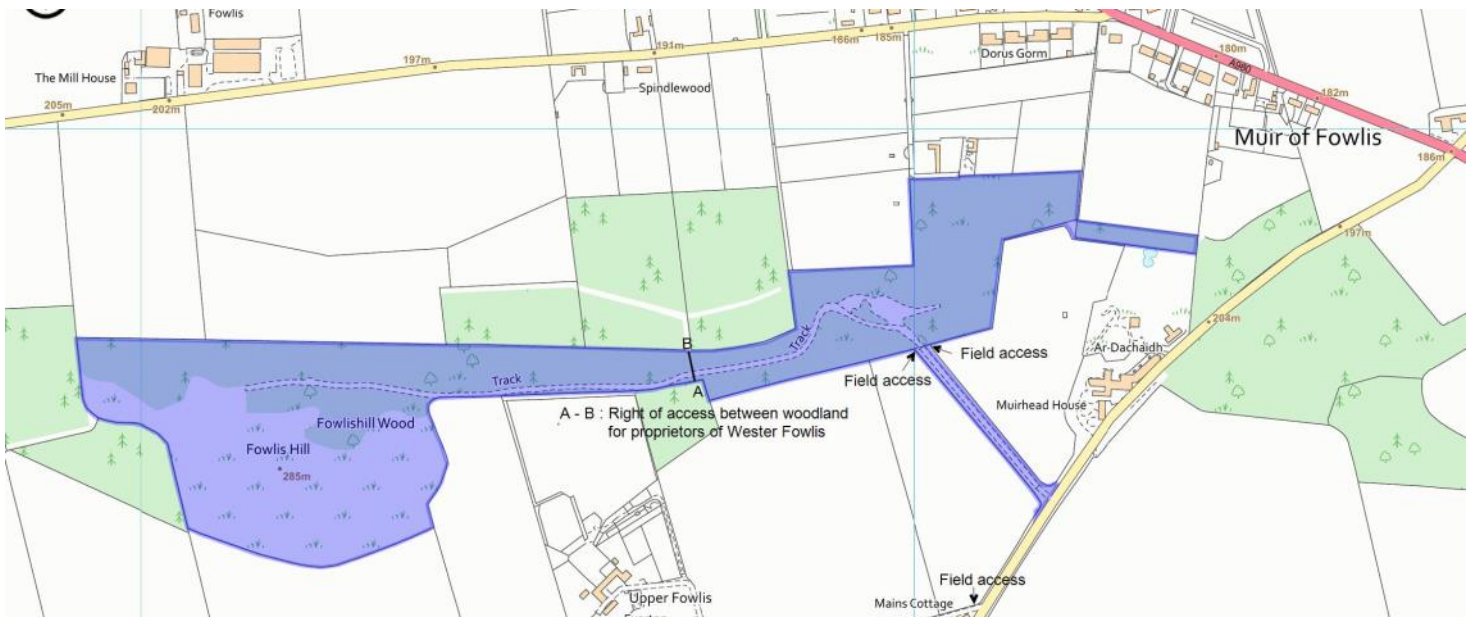 Fowlis
The Mill House
205m
202m
197m
191m
Spindlewood
186m
185m
Dorus Gorm
180m
A980
182m
Muir of Fowlis
186m
197m
204m
Ar-Dachaidh
Muirhead House
B
Track
Track
A
Field access
Field access
A - B : Right of access between woodland
for proprietors of Wester Fowlis
Fowlishill Wood
Fowlis Hill
285m
Field access
Mains Cottage
Upper Fowlis